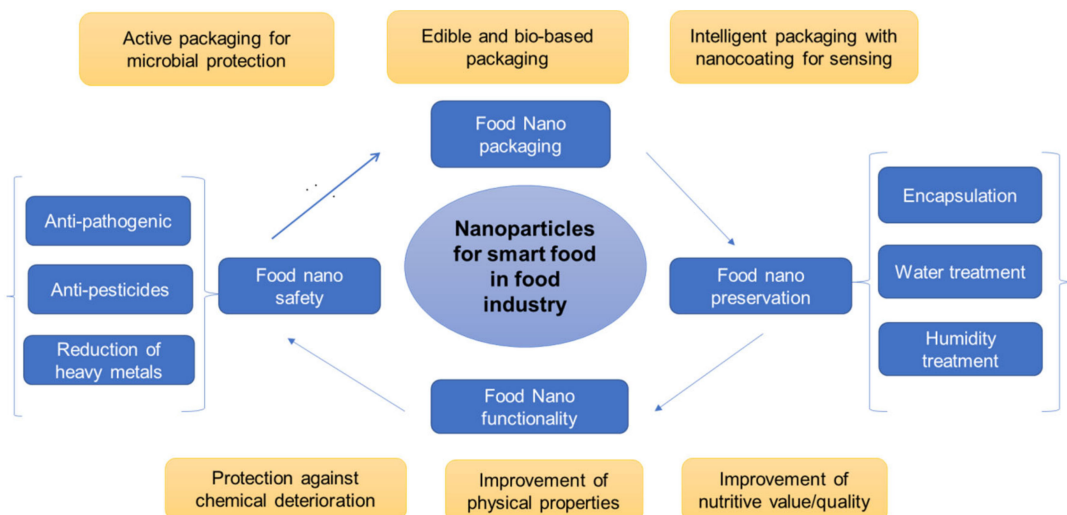 Active packaging for
microbial protection
Edible and bio-based
packaging
Intelligent packaging with
nanocoating for sensing
Food Nano
packaging
Anti-pathogenic
Anti-pesticides
Reduction of
heavy metals
Food nano
safety
Nanoparticles
for smart food
in food
industry
Food nano
preservation
Encapsulation
Water treatment
Humidity
treatment
Food Nano
functionality
Protection against
chemical deterioration
Improvement of
physical properties
Improvement of
nutritive value/quality